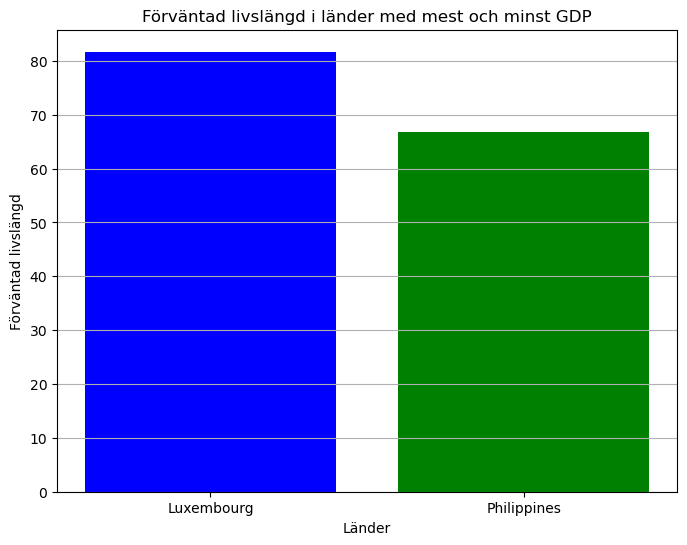 Förväntad livslängd i länder med mest och minst GDP
Förväntad livslängd
80
70
60
50
40
30
20
10
0
Luxembourg
Philippines
Länder